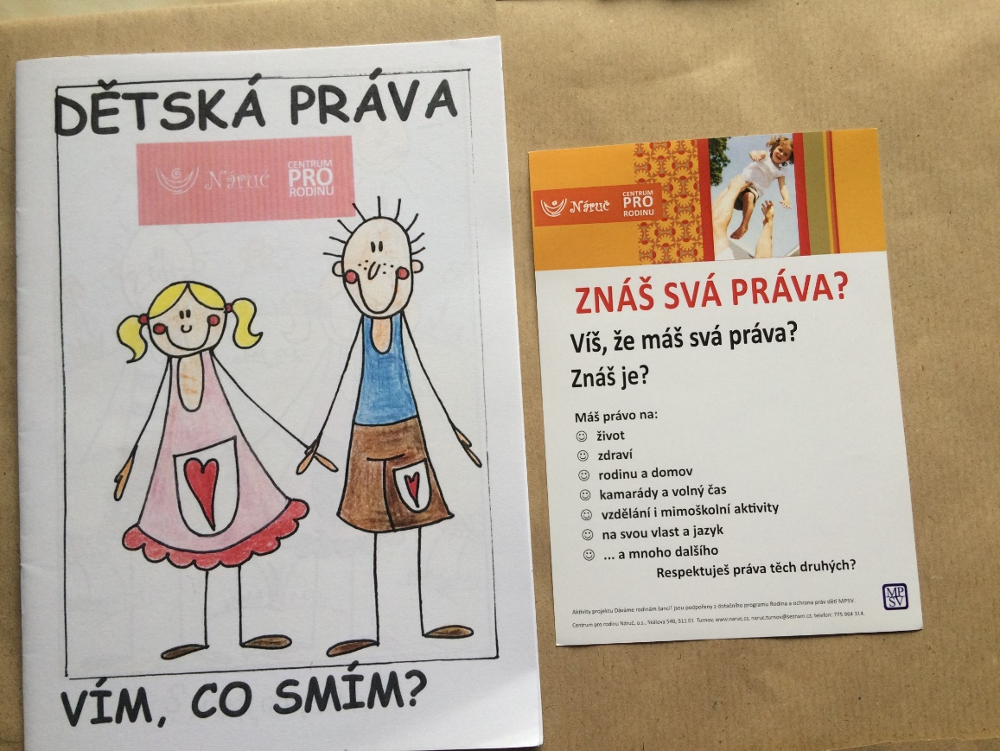 DĚTSKÁ PRÁVA
Náruč
CENTRUM
PRO
RODINU
VÍM, CO SMÍM?
Náruč
CENTRUM
PRO
RODINU
ZNÁŠ SVÁ PRÁVA?
Víš, že máš svá práva?
Znáš je?
Máš právo na:
život
zdraví
rodinu a domov
kamarády a volný čas
vzdělání i mimoškolní aktivity
na svou vlast a jazyk
... a mnoho dalšího
Respektuješ práva těch druhých?
MP
SV
Aktivity projektu Dáváme rodinám šanci! jsou podpořeny z dotačního programu Rodina a ochrana práv dětí MPSV.
Centrum pro rodinu Náruč, o.s., Skálova 540, 511 01 Turnov, www.naruc.cz, naruc.turnov@seznam.cz, telefon: 775 964 314.